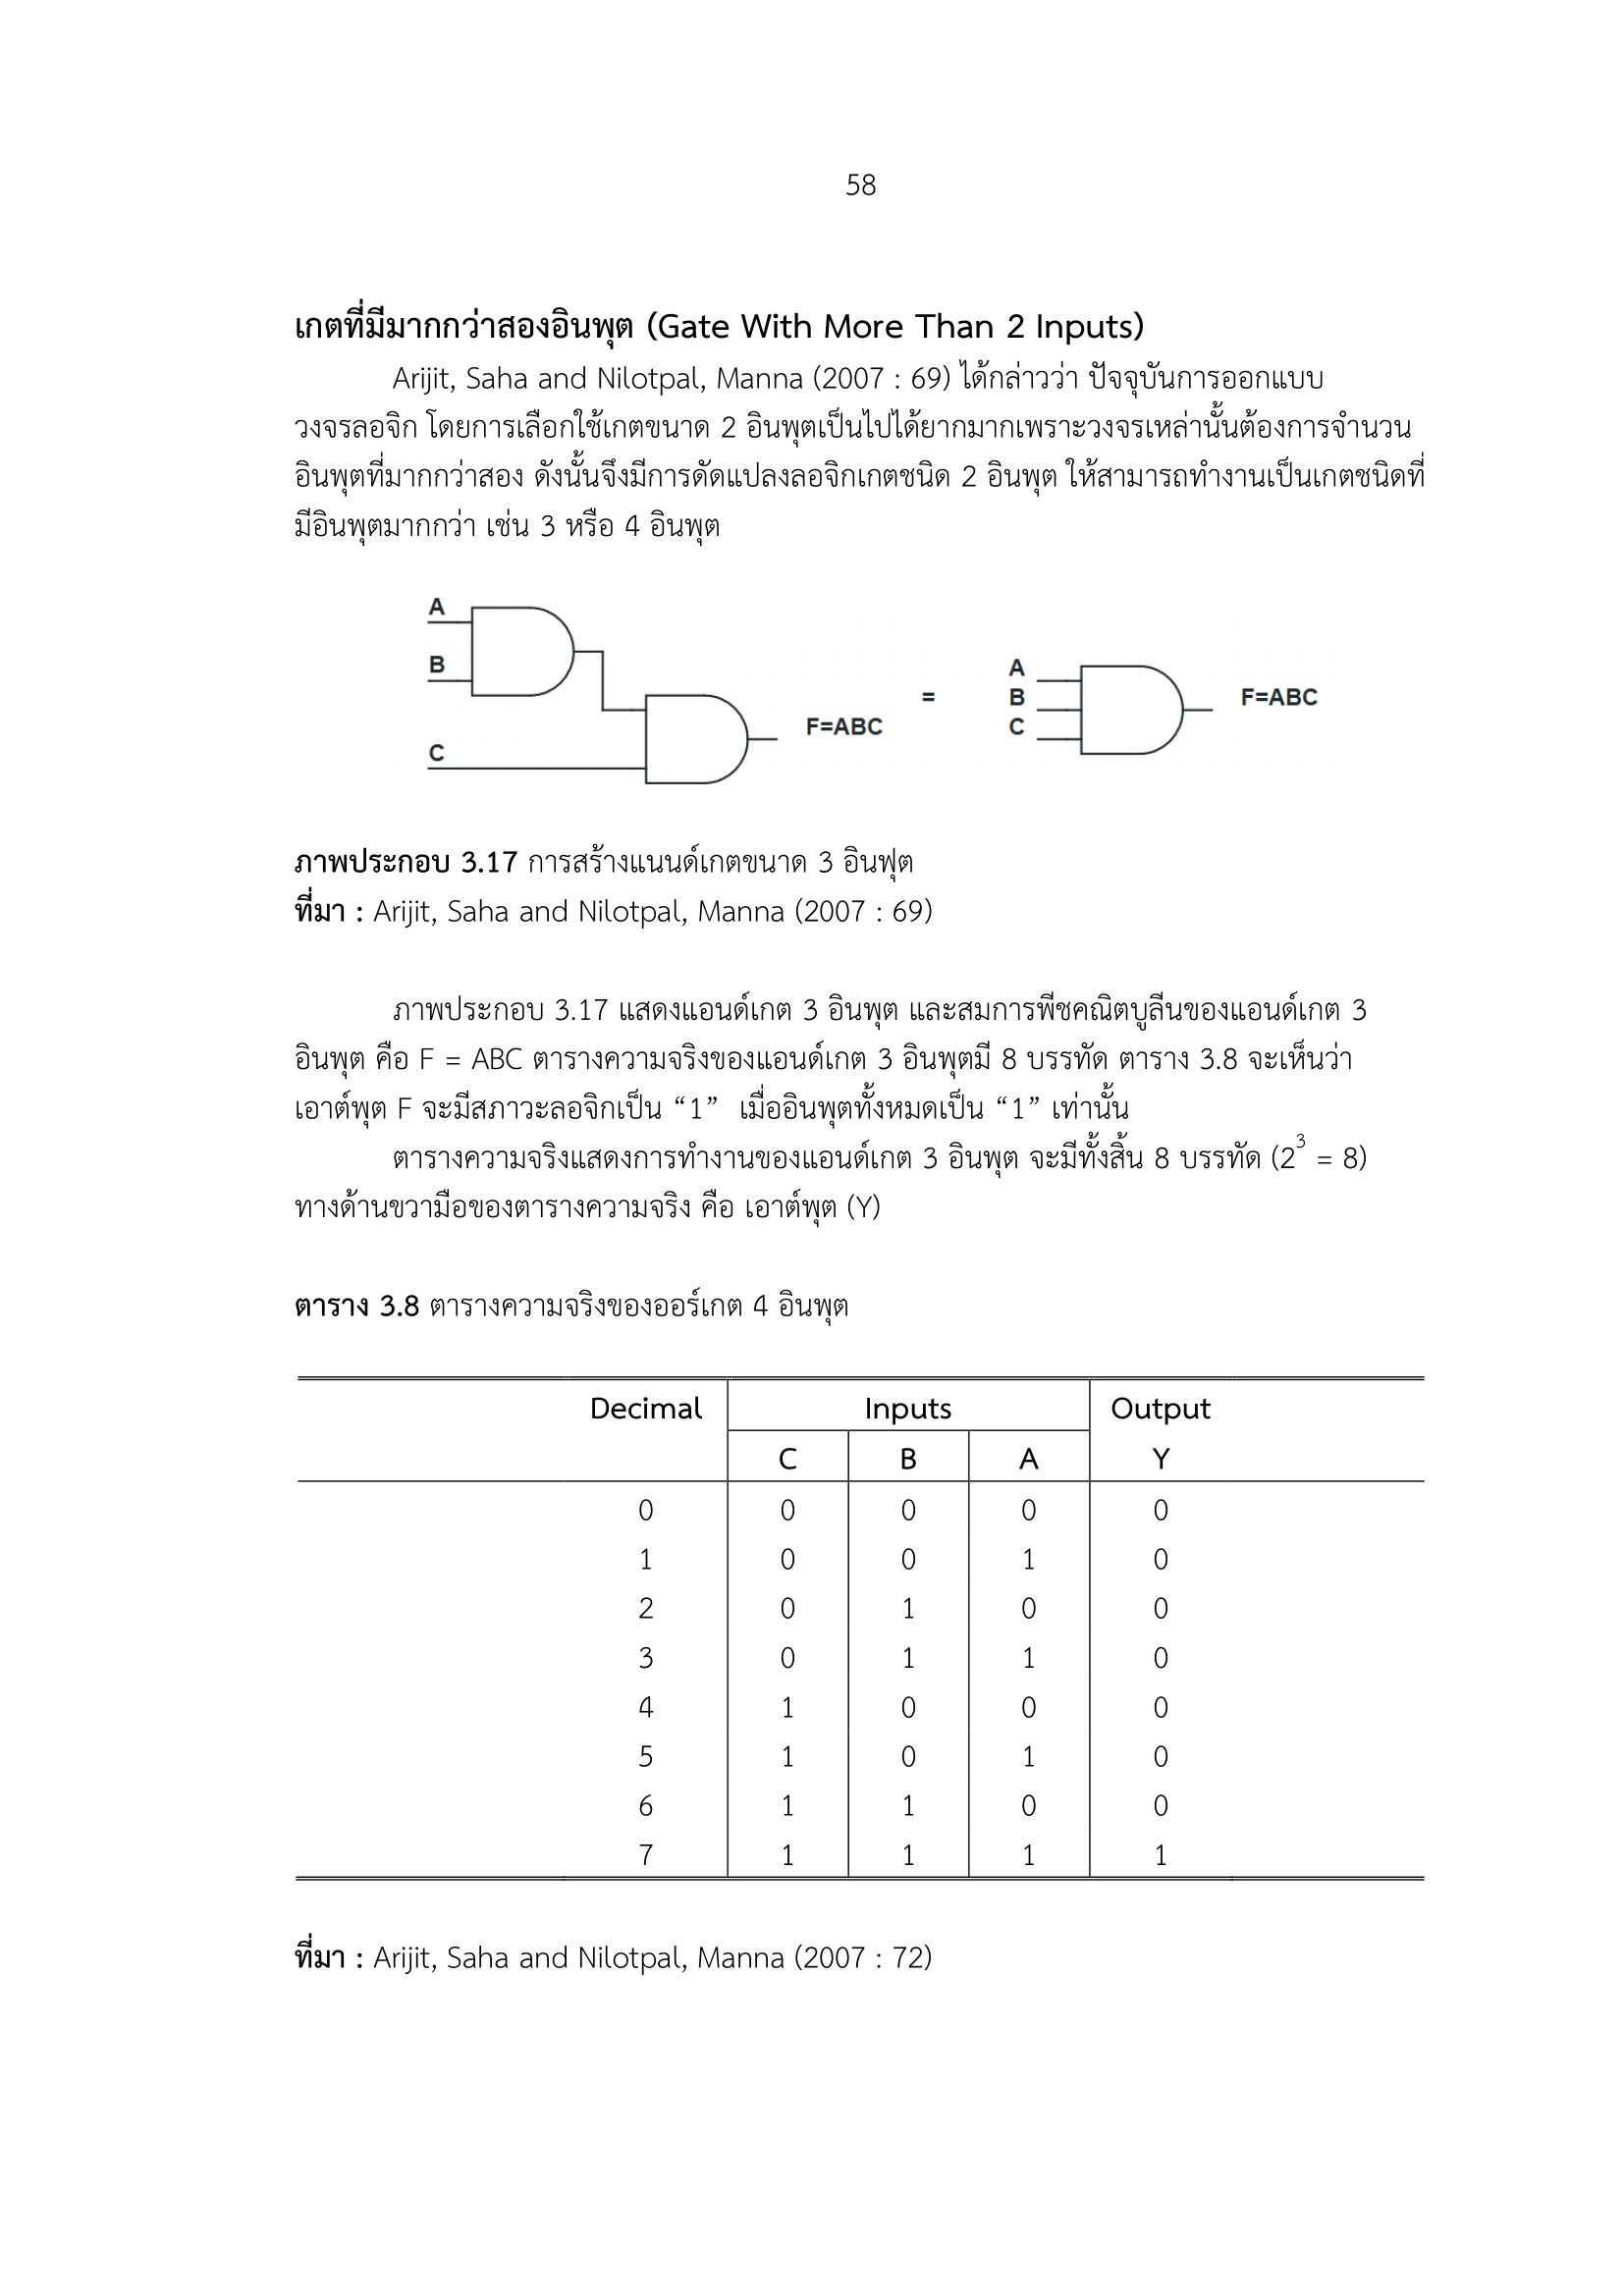 58
เกตที่มีมากกว่าสองอินพุต (Gate With More Than 2 Inputs)
Arijit, Saha and Nilotpal, Manna (2007 : 69) ได้กล่าวว่า ปัจจุบันการออกแบบ
วงจรลอจิก โดยการเลือกใช้เกตขนาด 2 อินพุตเป็นไปได้ยากมากเพราะวงจรเหล่านั้นต้องการจำนวน
อินพุตที่มากกว่าสอง ดังนั้นจึงมีการดัดแปลงลอจิกเกตชนิด 2 อินพุต ให้สามารถทำงานเป็นเกตชนิดที่
มีอินพุตมากกว่า เช่น 3 หรือ 4 อินพุต
A
B
C
F=ABC
=
A
B
C
F=ABC
ภาพประกอบ 3.17 การสร้างแนนด์เกตขนาด 3 อินฟุต
ที่มา : Arijit, Saha and Nilotpal, Manna (2007 : 69)
ภาพประกอบ 3.17 แสดงแอนด์เกต 3 อินพุต และสมการพีชคณิตบูลีนของแอนด์เกต 3
อินพุต คือ F = ABC ตารางความจริงของแอนด์เกต 3 อินพุตมี 8 บรรทัด ตาราง 3.8 จะเห็นว่า
เอาต์พุต F จะมีสภาวะลอจิกเป็น “1” เมื่ออินพุตทั้งหมดเป็น “1” เท่านั้น
ตารางความจริงแสดงการทำงานของแอนด์เกต 3 อินพุต จะมีทั้งสิ้น 8 บรรทัด (2³ = 8)
ทางด้านขวามือของตารางความจริง คือ เอาต์พุต (Y)
ตาราง 3.8 ตารางความจริงของออร์เกต 4 อินพุต
Decimal Inputs Output
C B A Y
0 0 0 0 0
1 0 0 1 0
2 0 1 0 0
3 0 1 1 0
4 1 0 0 0
5 1 0 1 0
6 1 1 0 0
7 1 1 1 1
ที่มา : Arijit, Saha and Nilotpal, Manna (2007 : 72)